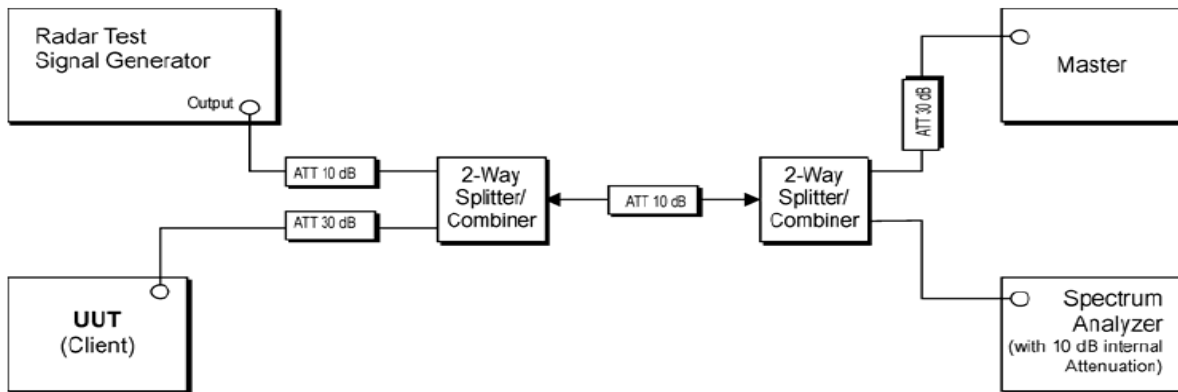 Radar Test
Signal Generator
Output
ATT 10 dB
2-Way
Splitter/
Combiner
ATT 30 dB
UUT
(Client)
ATT 10 dB
2-Way
Splitter/
Combiner
ATT 30 dB
Master
Spectrum
Analyzer
(with 10 dB internal
Attenuation)